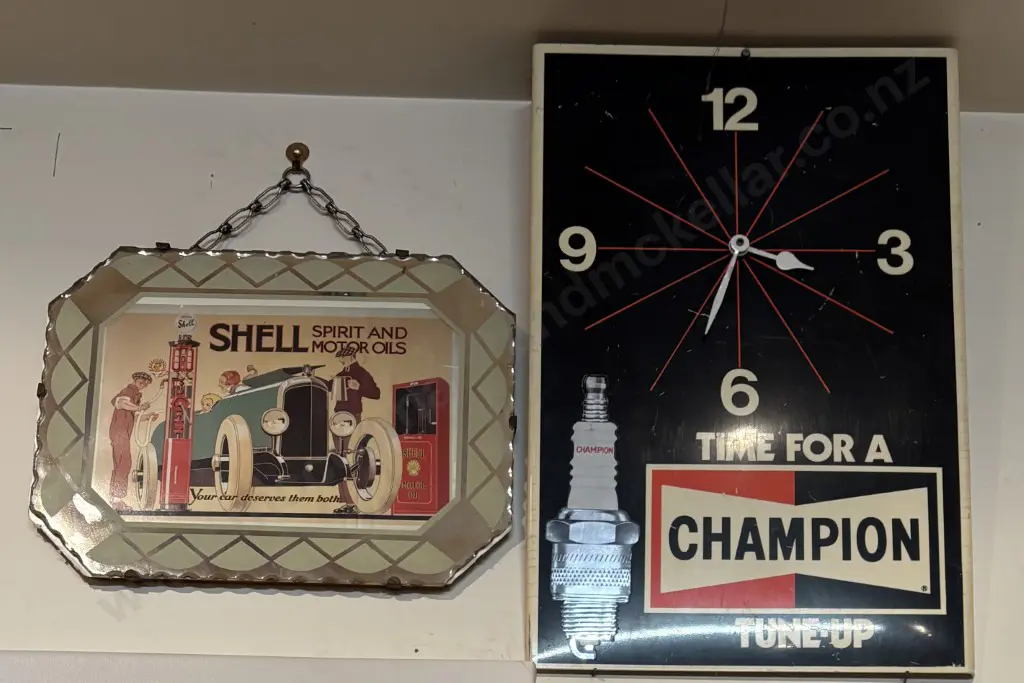 Shell
SHELL SPIRIT AND
MOTOR OILS
Your car deserves them both
12
9
3
6
CHAMPION
TIME FOR A
CHAMPION
TUNE-UP